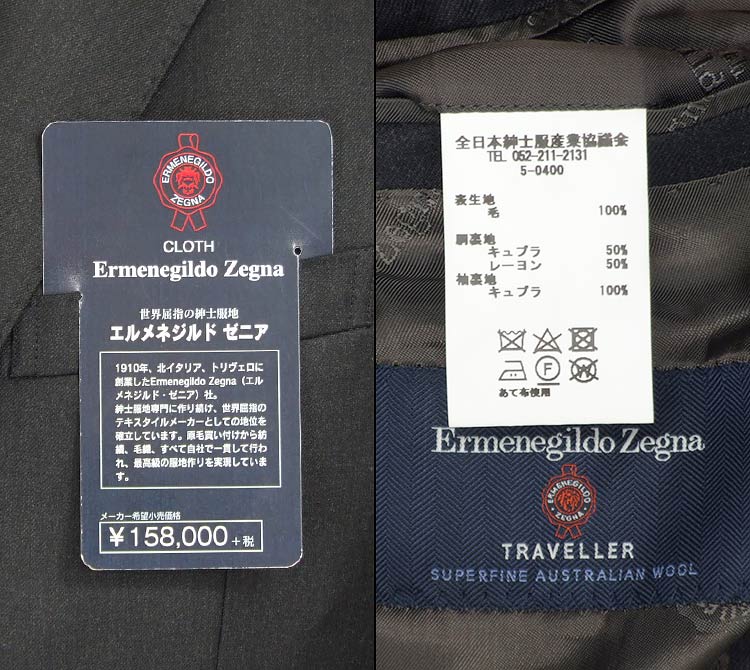 ERMENEGILDO
ZEGNA
CLOTH
Ermenegildo Zegna
世界屈指の紳士服地
エルメネジルド ゼニア
1910年、北イタリア、トリヴェロに
創業したErmenegildo Zegna（エル
メネジルド・ゼニア）社。
紳士服地専門に作り続け、世界屈指の
テキスタイルメーカーとしての地位を
確立しています。原毛買い付けから紡
績、毛織、すべて自社で一貫して行わ
れ、最高級の服地作りを実現していま
す。
メーカー希望小売価格
¥158,000+税
全日本紳士服産業協議会
TEL 052-211-2131
5-0400
表生地
毛 100%
胴裏地
キュプラ 50%
レーヨン 50%
袖裏地
キュプラ 100%
F
W
あて布使用
Ermenegildo Zegna
ERMENEGILDO
ZEGNA
TRAVELLER
SUPERFINE AUSTRALIAN WOOL